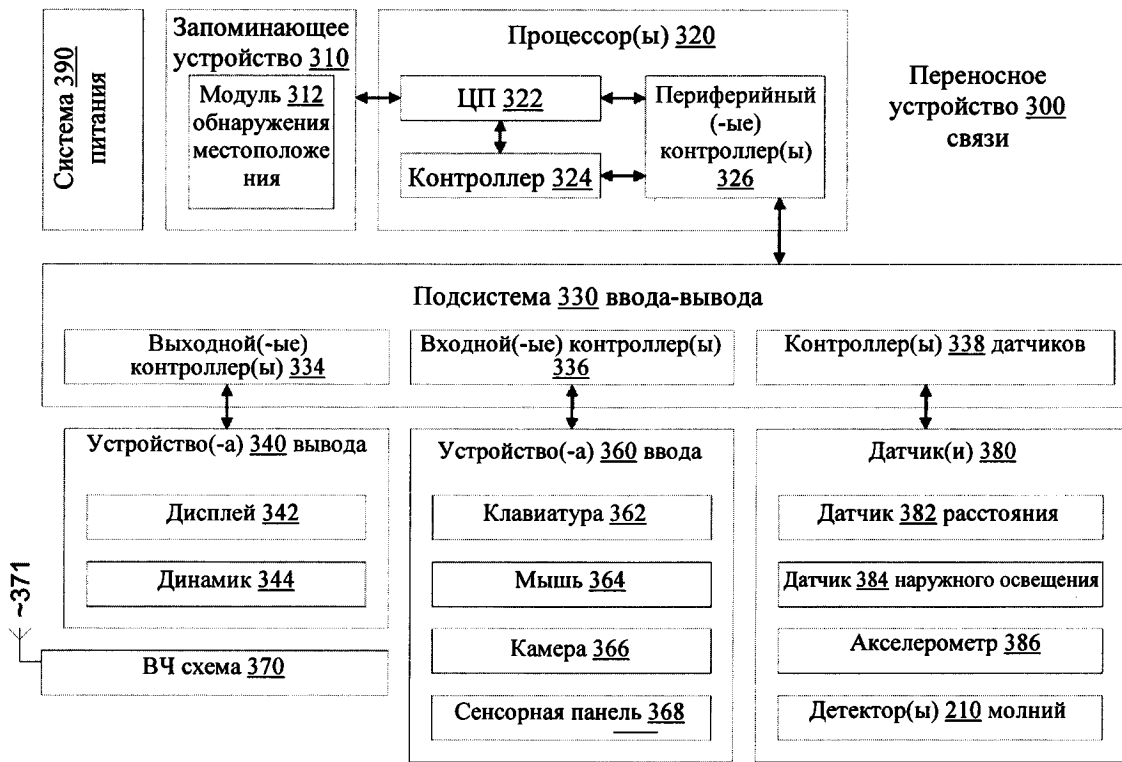 Система 390
питания
Запоминающее
устройство 310
Модуль 312
обнаружения
местоположе
ния
Процессор(ы) 320
ЦП 322
Контроллер 324
Периферийный
(-ые)
контроллер(ы)
326
Переносное
устройство 300
связи
Подсистема 330 ввода-вывода
Выходной(-ые)
контроллер(ы) 334
Входной(-ые) контроллер(ы)
336
Контроллер(ы) 338 датчиков
Устройство(-а) 340 вывода
Дисплей 342
Динамик 344
~371
ВЧ схема 370
Устройство(-а) 360 ввода
Клавиатура 362
Мышь 364
Камера 366
Сенсорная панель 368
Датчик(и) 380
Датчик 382 расстояния
Датчик 384 наружного освещения
Акселерометр 386
Детектор(ы) 210 молний